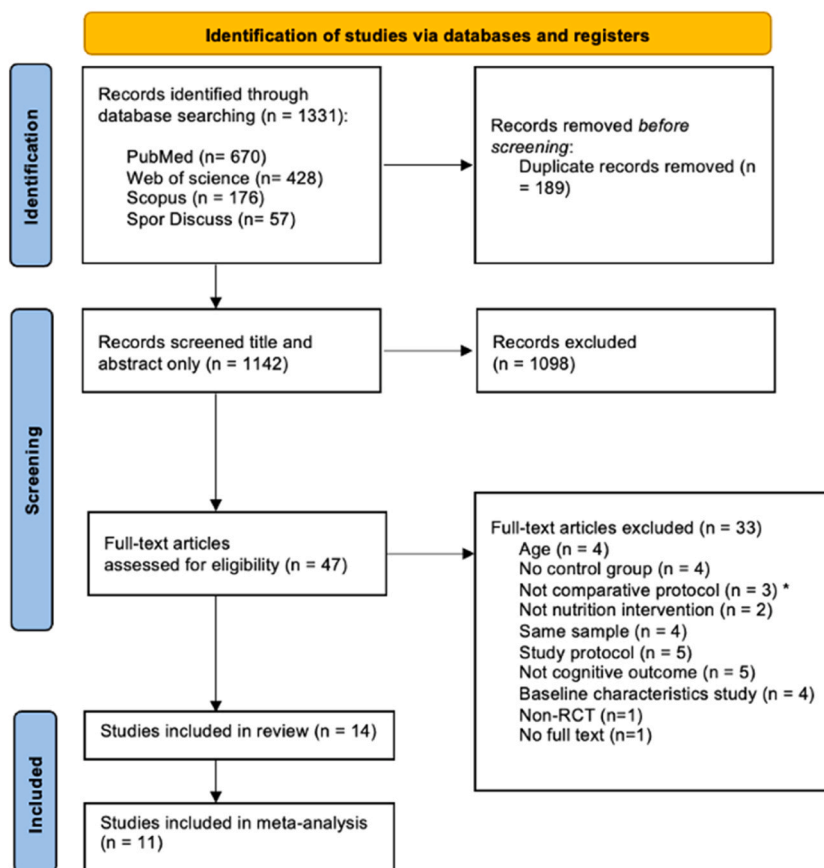 Identification of studies via databases and registers
Identification
Records identified through
database searching (n = 1331):
PubMed (n= 670)
Web of science (n= 428)
Scopus (n = 176)
Spor Discuss (n= 57)
Records removed before
screening:
Duplicate records removed (n
= 189)
Screening
Records screened title and
abstract only (n = 1142)
Records excluded
(n = 1098)
Full-text articles
assessed for eligibility (n = 47)
Full-text articles excluded (n = 33)
Age (n = 4)
No control group (n = 4)
Not comparative protocol (n = 3) *
Not nutrition intervention (n = 2)
Same sample (n = 4)
Study protocol (n = 5)
Not cognitive outcome (n = 5)
Baseline characteristics study (n = 4)
Non-RCT (n=1)
No full text (n=1)
Included
Studies included in review (n = 14)
Studies included in meta-analysis
(n = 11)